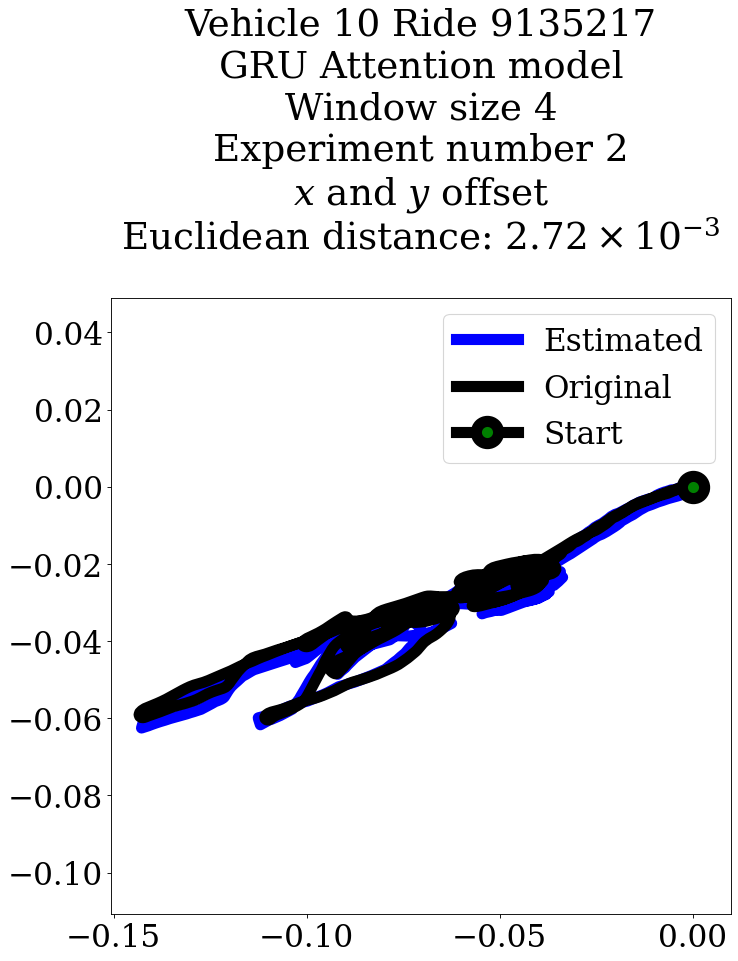 Vehicle 10 Ride 9135217
GRU Attention model
Window size 4
Experiment number 2
x and y offset
Euclidean distance: 2.72 × 10⁻³
Estimated
Original
Start
0.04
0.02
0.00
−0.02
−0.04
−0.06
−0.08
−0.10
−0.15 −0.10 −0.05 0.00